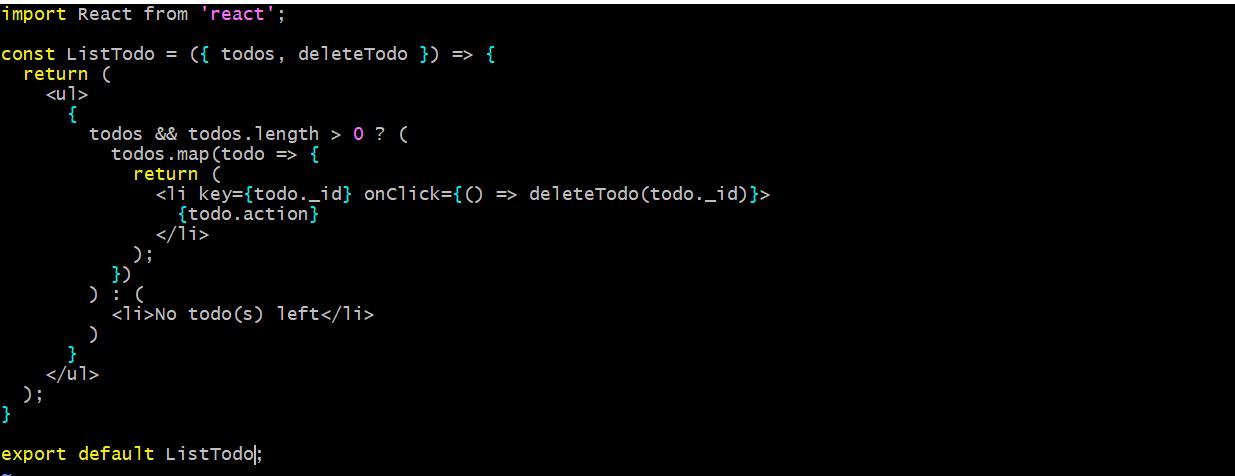 import React from 'react';

const ListTodo = ({ todos, deleteTodo }) => {
  return (
    <ul>
      {
        todos && todos.length > 0 ? (
          todos.map(todo => {
            return (
              <li key={todo._id} onClick={() => deleteTodo(todo._id)}>
                {todo.action}
              </li>
            );
          })
        ) : (
          <li>No todo(s) left</li>
        )
      }
    </ul>
  );
}

export default ListTodo;
~